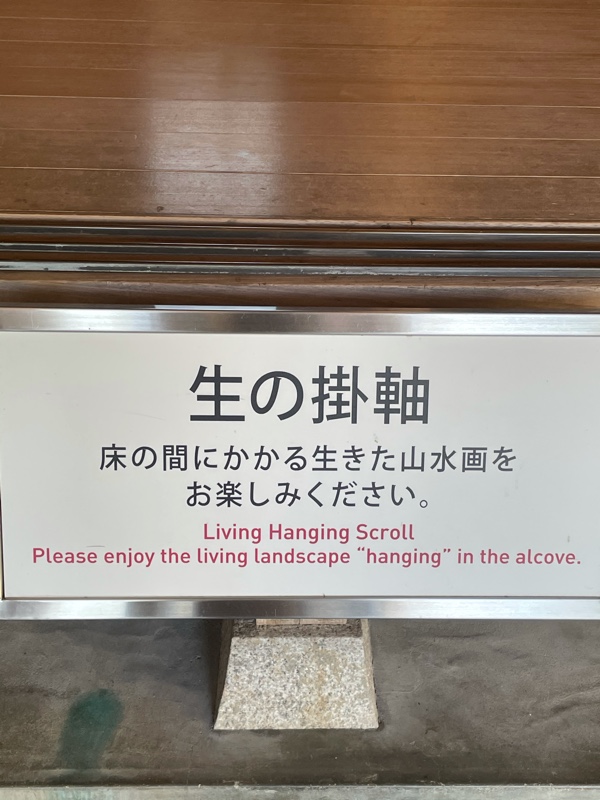 生の掛軸
床の間にかかる生きた山水画を
お楽しみください。
Living Hanging Scroll
Please enjoy the living landscape “hanging” in the alcove.